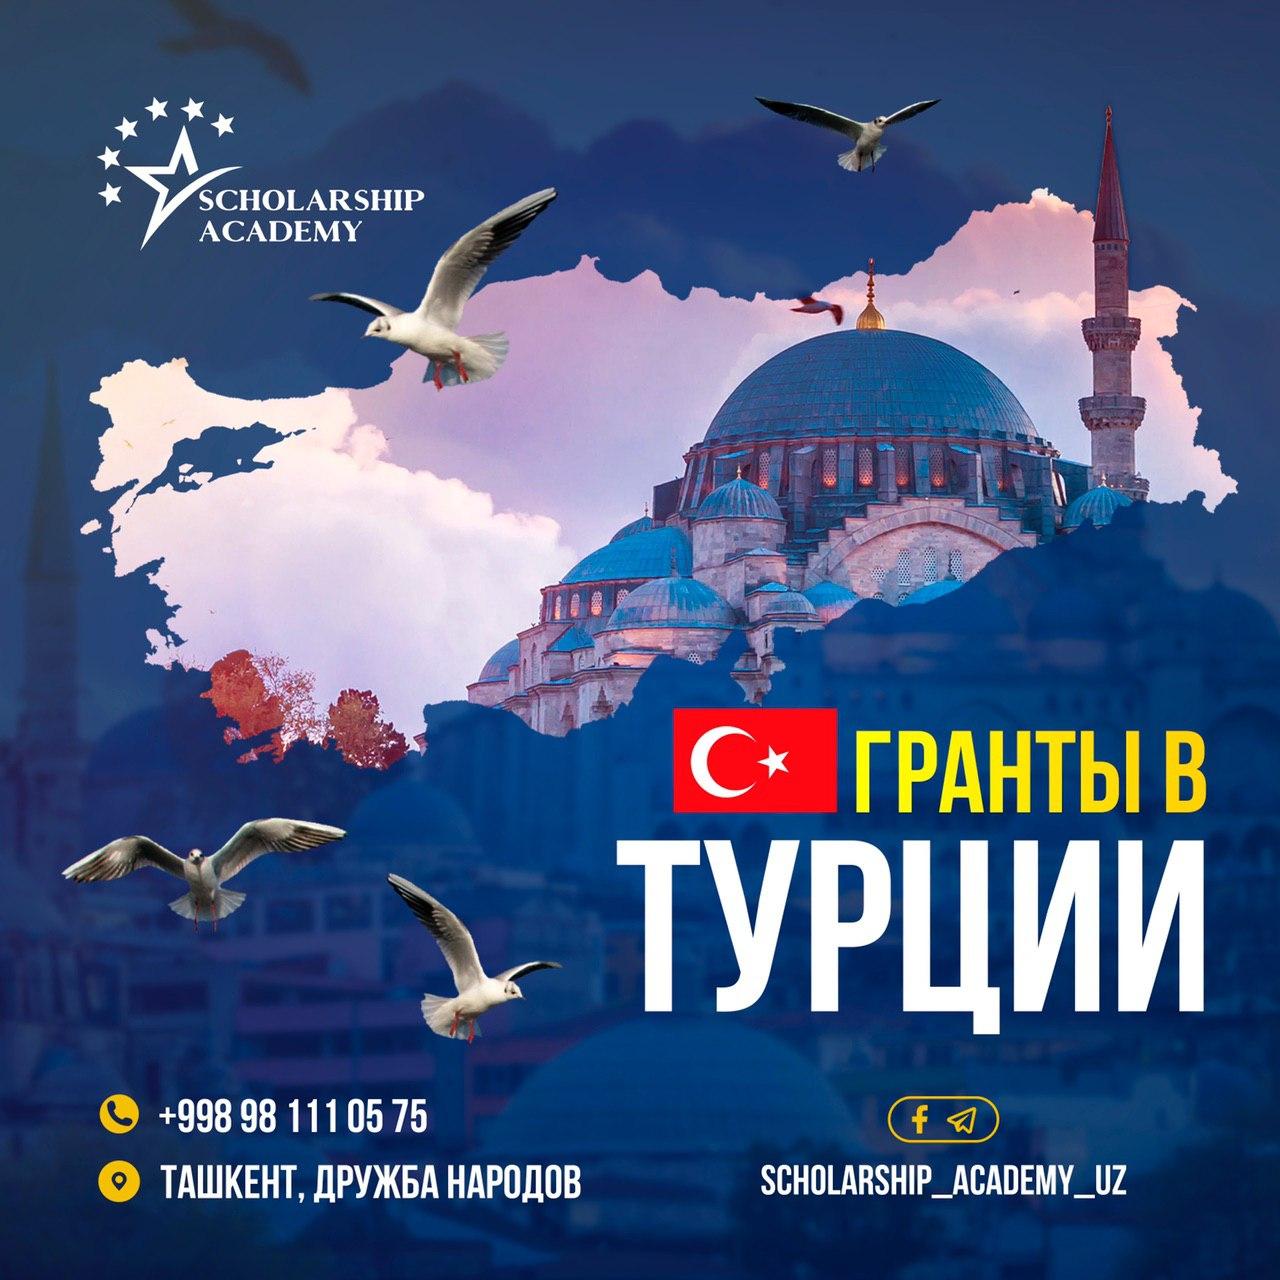 SCHOLARSHIP
ACADEMY
ГРАНТЫ В
ТУРЦИИ
+998 98 111 05 75
ТАШКЕНТ, ДРУЖБА НАРОДОВ
SCHOLARSHIP_ACADEMY_UZ